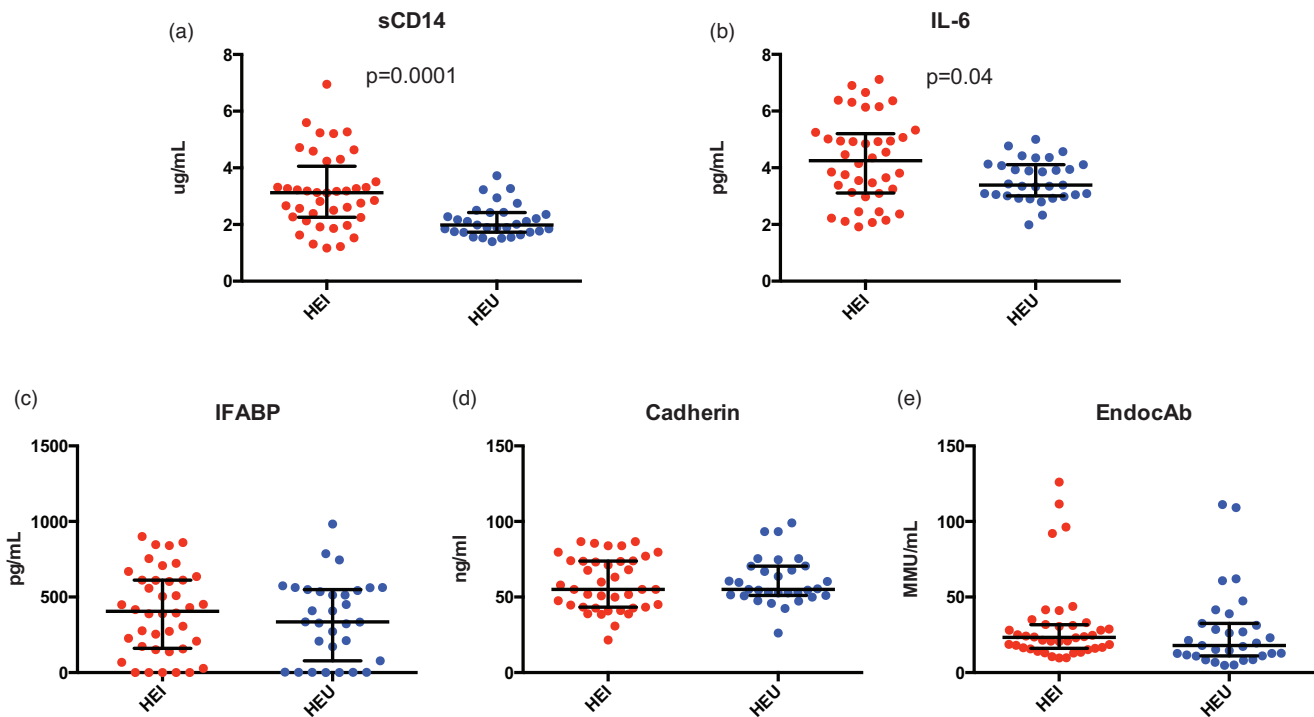 (a)
sCD14
p=0.0001
ug/mL
8
6
4
2
0
HEI
HEU
(b)
IL-6
p=0.04
pg/mL
8
6
4
2
0
HEI
HEU
(c)
IFABP
pg/mL
1500
1000
500
0
HEI
HEU
(d)
Cadherin
ng/ml
150
100
50
0
HEI
HEU
(e)
EndocAb
MMU/mL
150
100
50
0
HEI
HEU